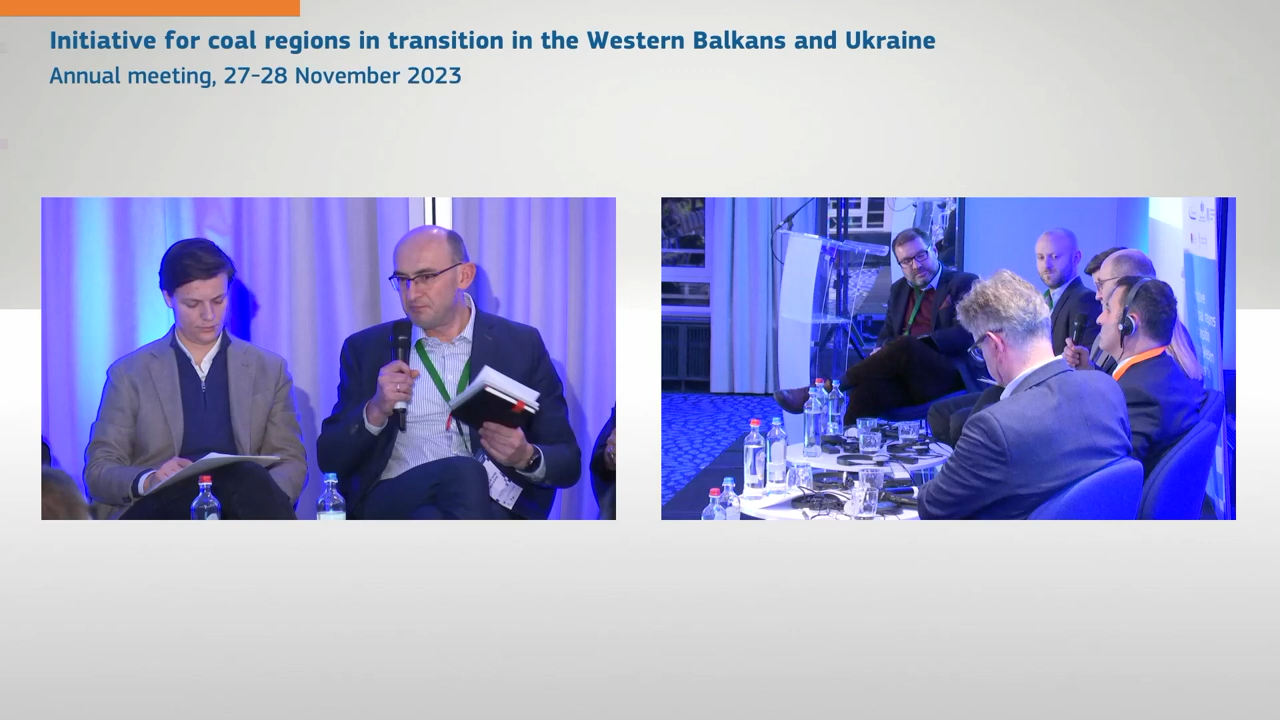 Initiative for coal regions in transition in the Western Balkans and Ukraine
Annual meeting, 27-28 November 2023